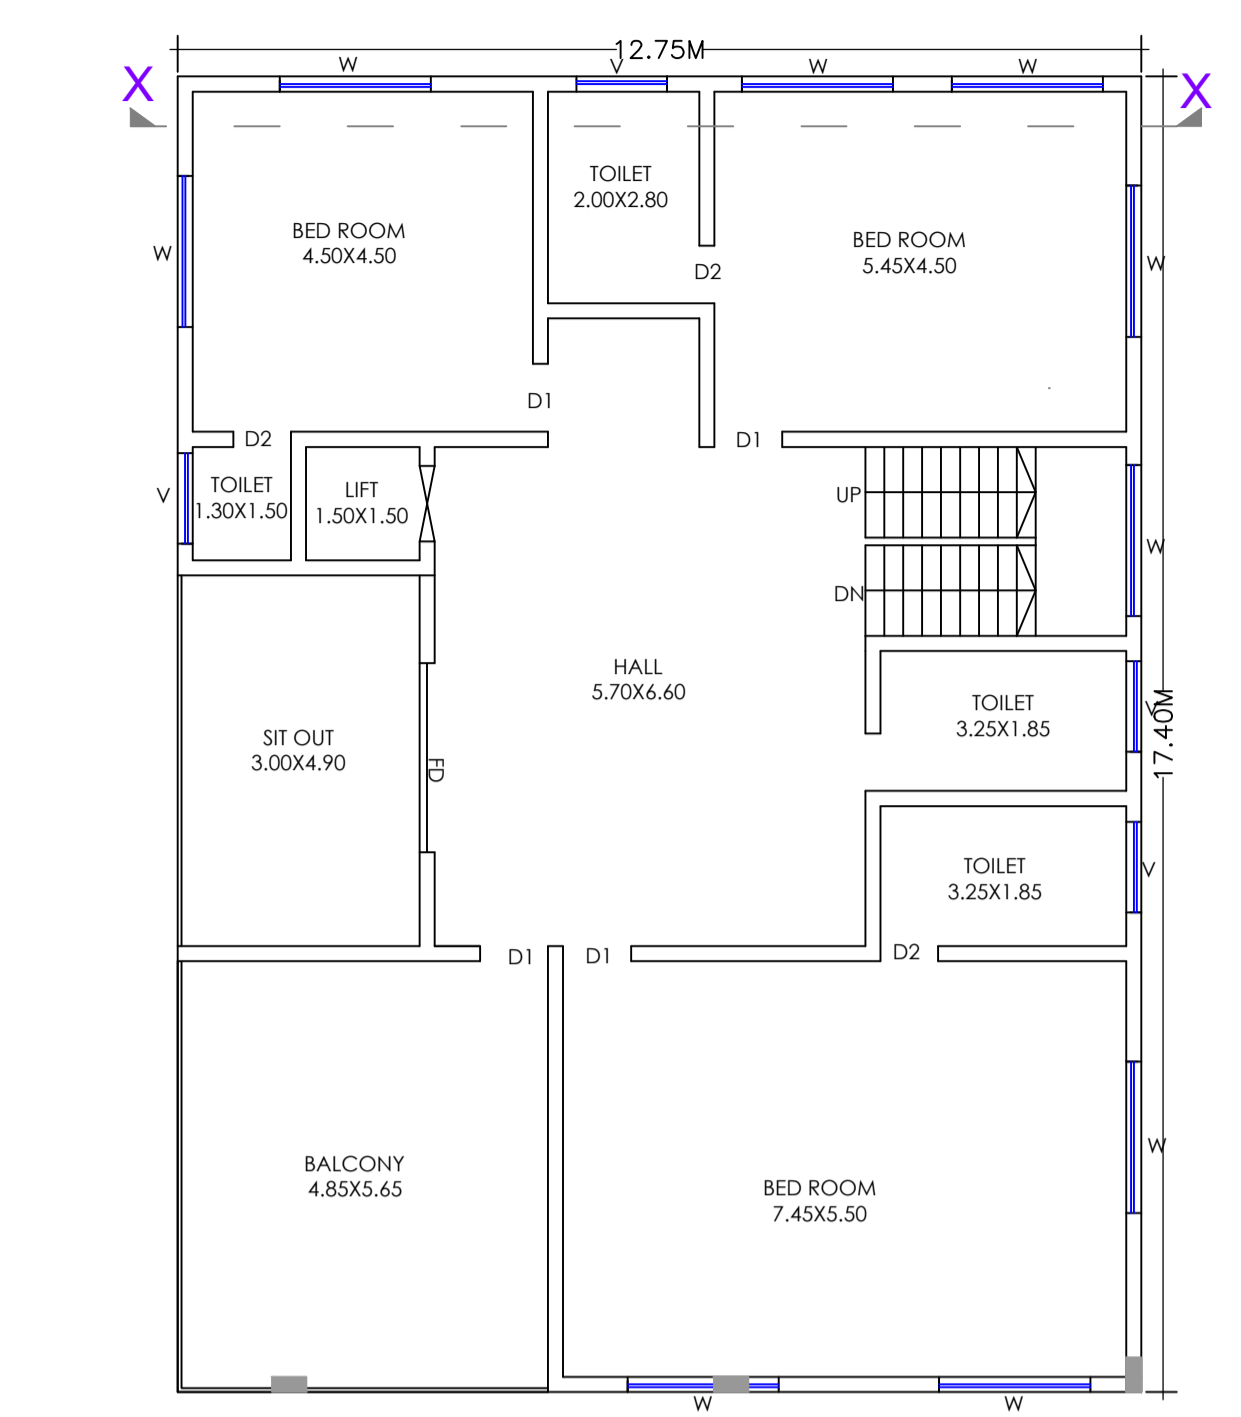 12.75M
W
V
W
W
X
X
TOILET
2.00X2.80
BED ROOM
4.50X4.50
BED ROOM
5.45X4.50
W
W
D2
D1
D2
D1
TOILET
1.30X1.50
LIFT
1.50X1.50
V
UP
W
DN
HALL
5.70X6.60
TOILET
3.25X1.85
V
17.40M
SIT OUT
3.00X4.90
FD
TOILET
3.25X1.85
V
D1
D1
D2
BALCONY
4.85X5.65
BED ROOM
7.45X5.50
W
W
W